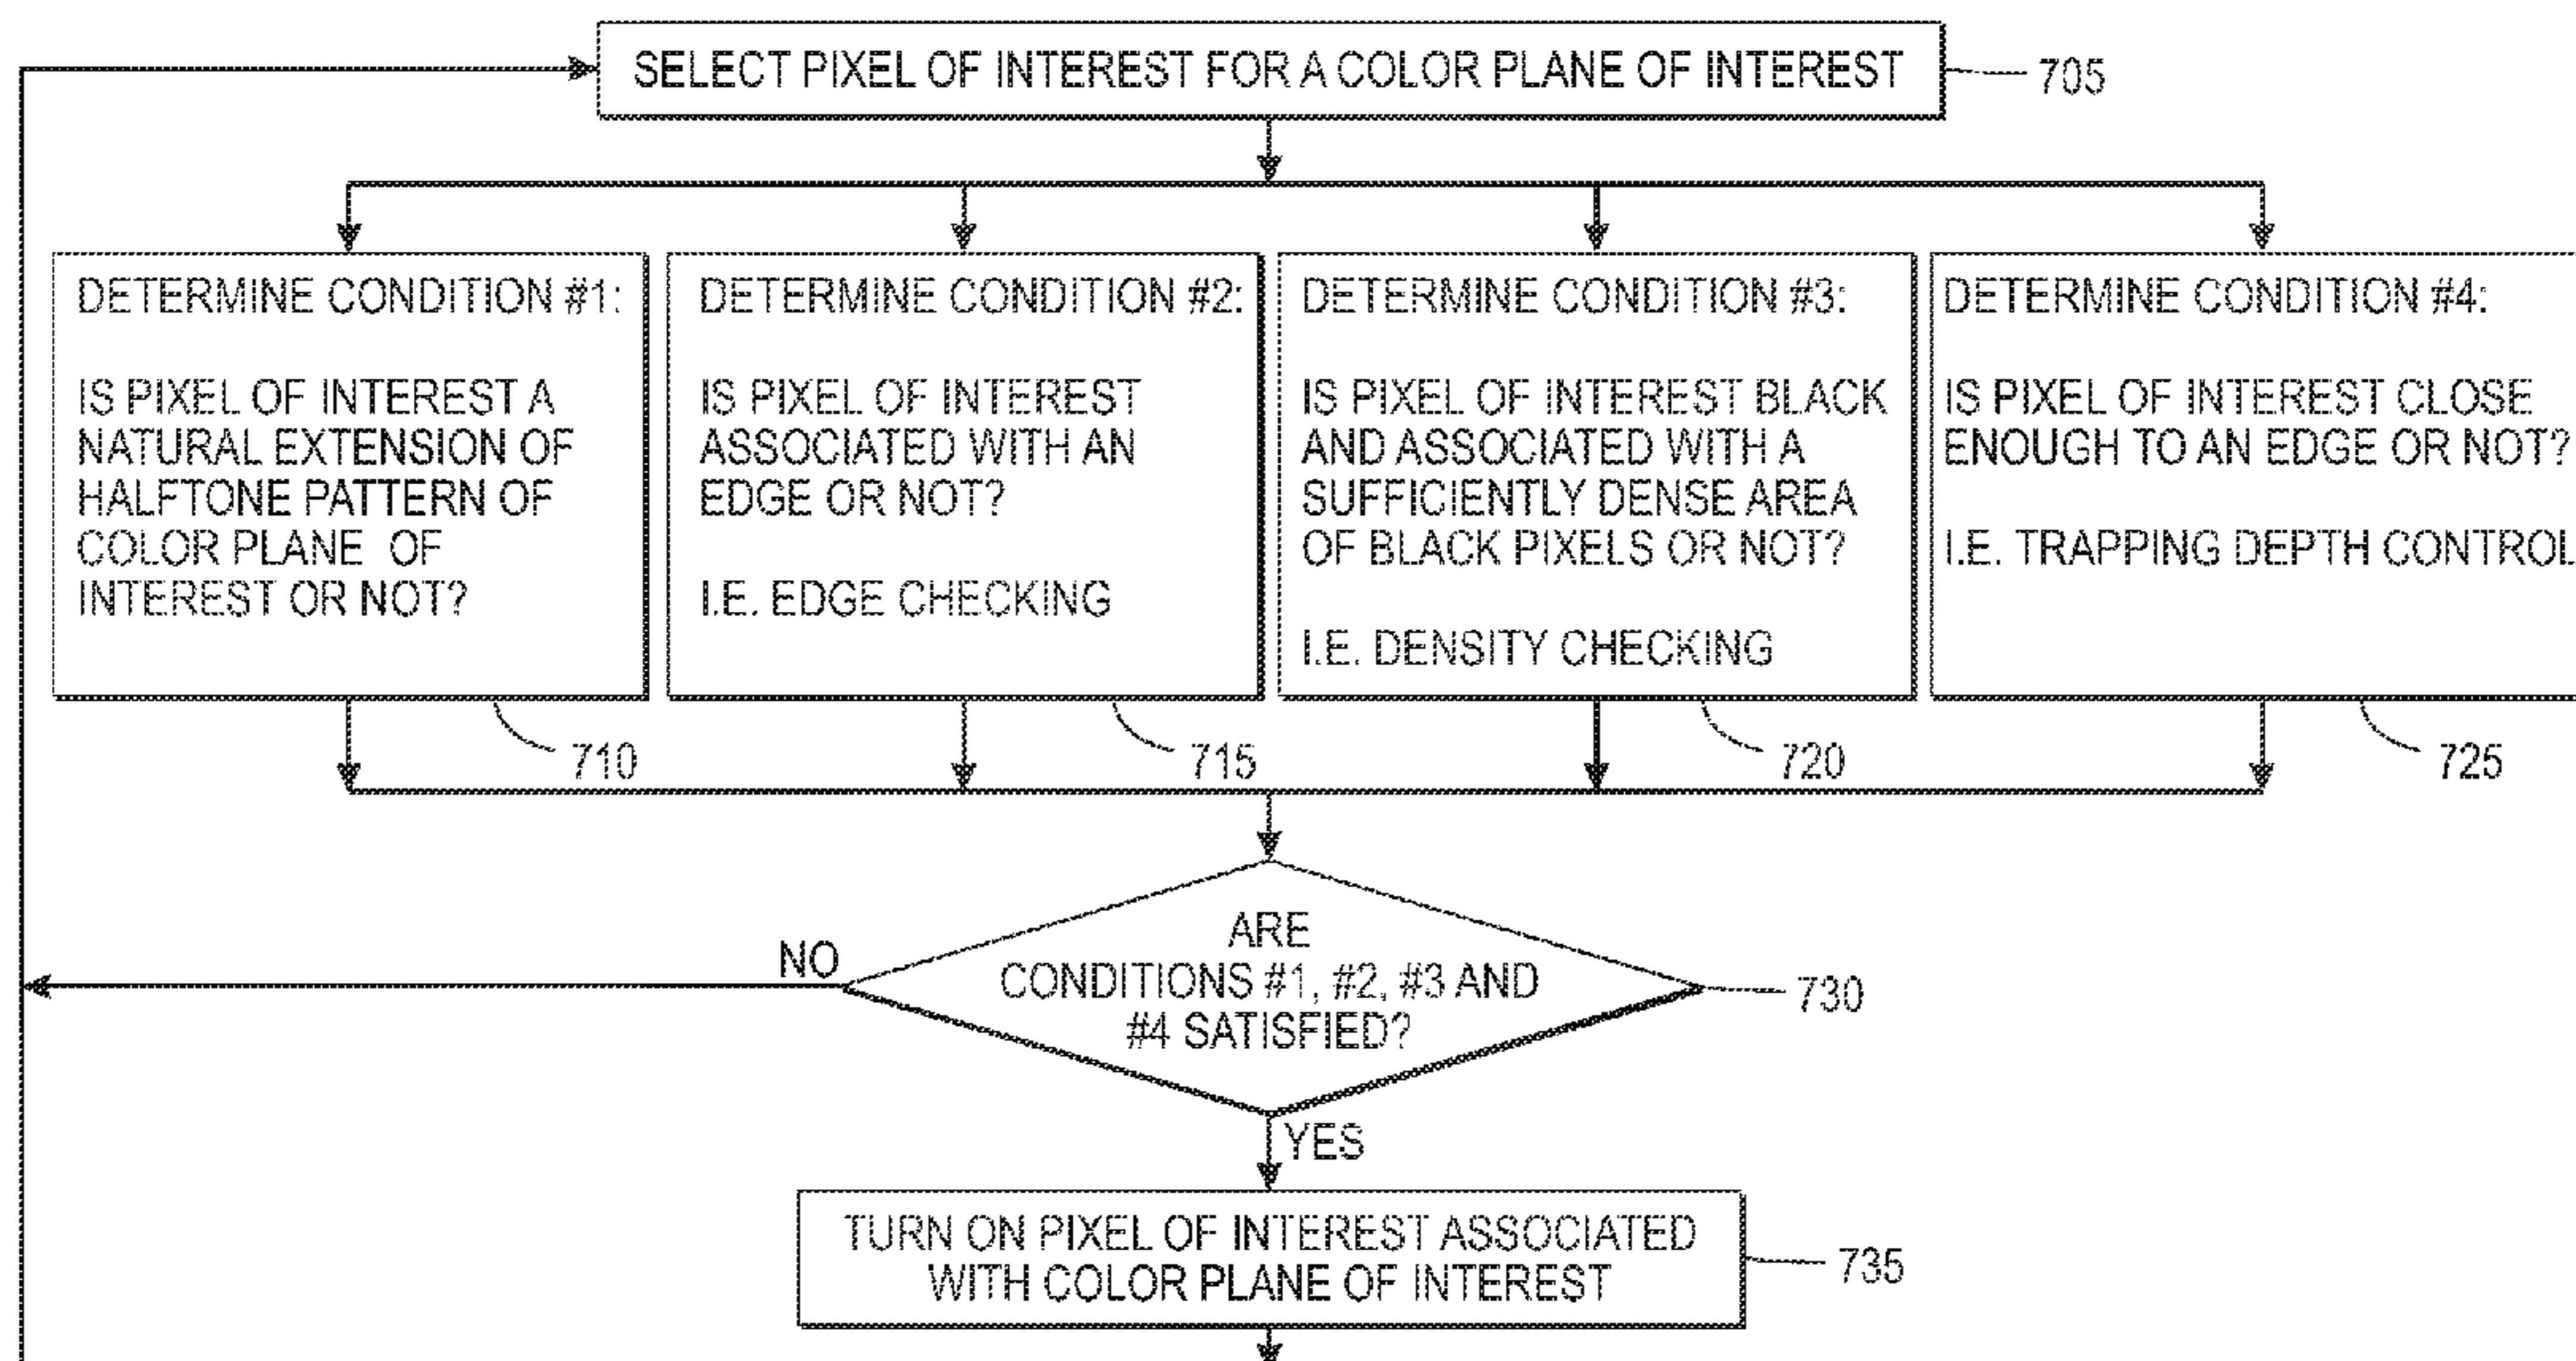 SELECT PIXEL OF INTEREST FOR A COLOR PLANE OF INTEREST
705
DETERMINE CONDITION #1:
IS PIXEL OF INTEREST A
NATURAL EXTENSION OF
HALFTONE PATTERN OF
COLOR PLANE OF
INTEREST OR NOT?
710
DETERMINE CONDITION #2:
IS PIXEL OF INTEREST
ASSOCIATED WITH AN
EDGE OR NOT?
I.E. EDGE CHECKING
715
DETERMINE CONDITION #3:
IS PIXEL OF INTEREST BLACK
AND ASSOCIATED WITH A
SUFFICIENTLY DENSE AREA
OF BLACK PIXELS OR NOT?
I.E. DENSITY CHECKING
720
DETERMINE CONDITION #4:
IS PIXEL OF INTEREST CLOSE
ENOUGH TO AN EDGE OR NOT?
I.E. TRAPPING DEPTH CONTROL
725
ARE
CONDITIONS #1, #2, #3 AND
#4 SATISFIED?
730
NO
YES
TURN ON PIXEL OF INTEREST ASSOCIATED
WITH COLOR PLANE OF INTEREST
735